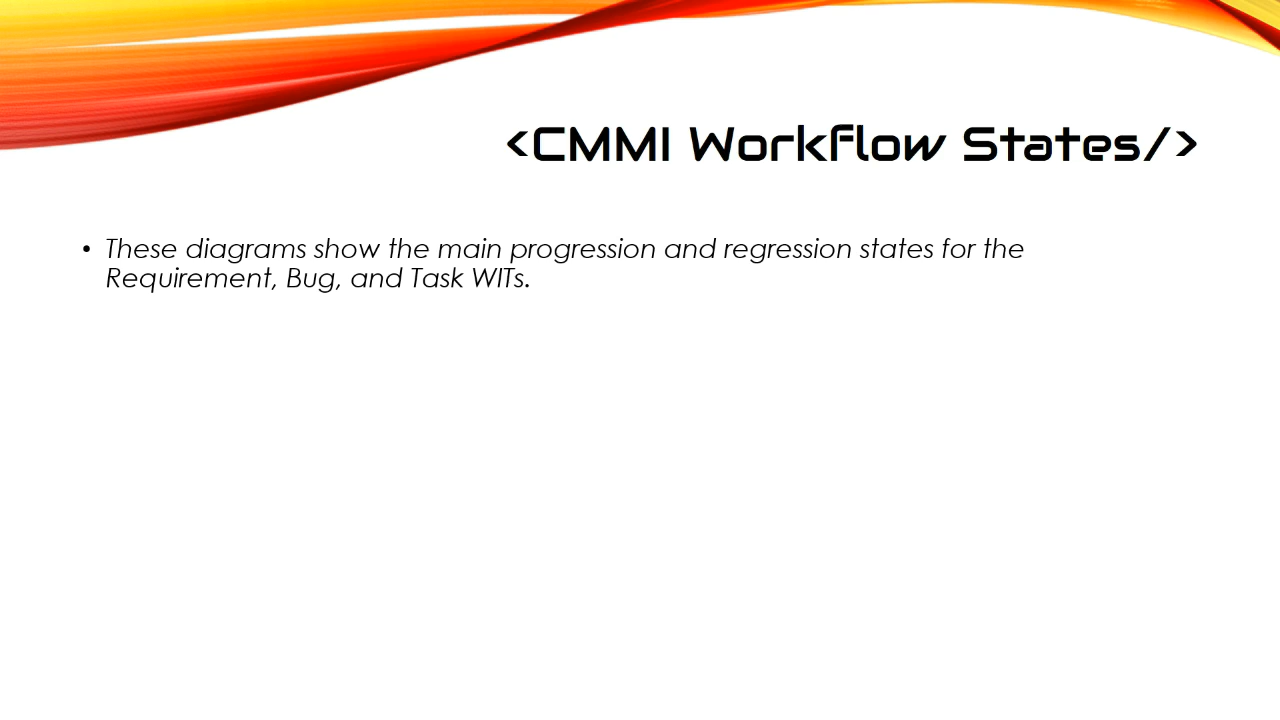 <CMMI Workflow States/>
• These diagrams show the main progression and regression states for the
Requirement, Bug, and Task WITs.